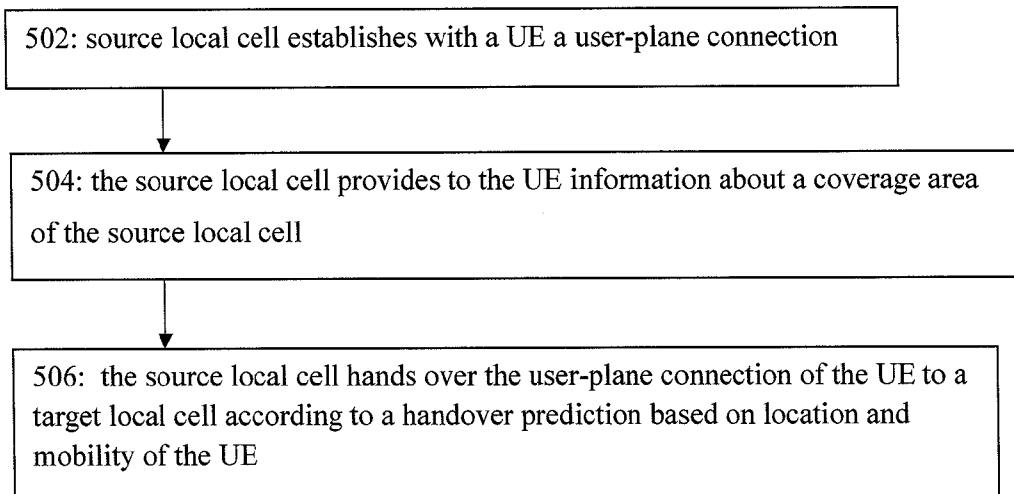 502: source local cell establishes with a UE a user-plane connection
504: the source local cell provides to the UE information about a coverage area
of the source local cell
506: the source local cell hands over the user-plane connection of the UE to a
target local cell according to a handover prediction based on location and
mobility of the UE